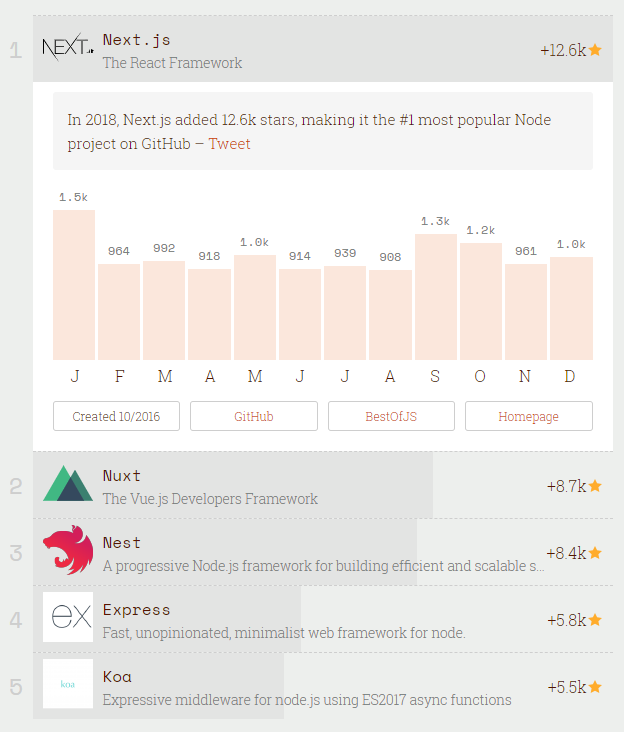 1
NEXT.js
Next.js
The React Framework
+12.6k
In 2018, Next.js added 12.6k stars, making it the #1 most popular Node
project on GitHub – Tweet
1.5k 964 992 918 1.0k 914 939 908 1.3k 1.2k 961 1.0k
J F M A M J J A S O N D
Created 10/2016 GitHub BestOfJS Homepage
2
Nuxt
The Vue.js Developers Framework
+8.7k
3
Nest
A progressive Node.js framework for building efficient and scalable s...
+8.4k
4
ex
Express
Fast, unopinionated, minimalist web framework for node.
+5.8k
5
koa
Koa
Expressive middleware for node.js using ES2017 async functions
+5.5k